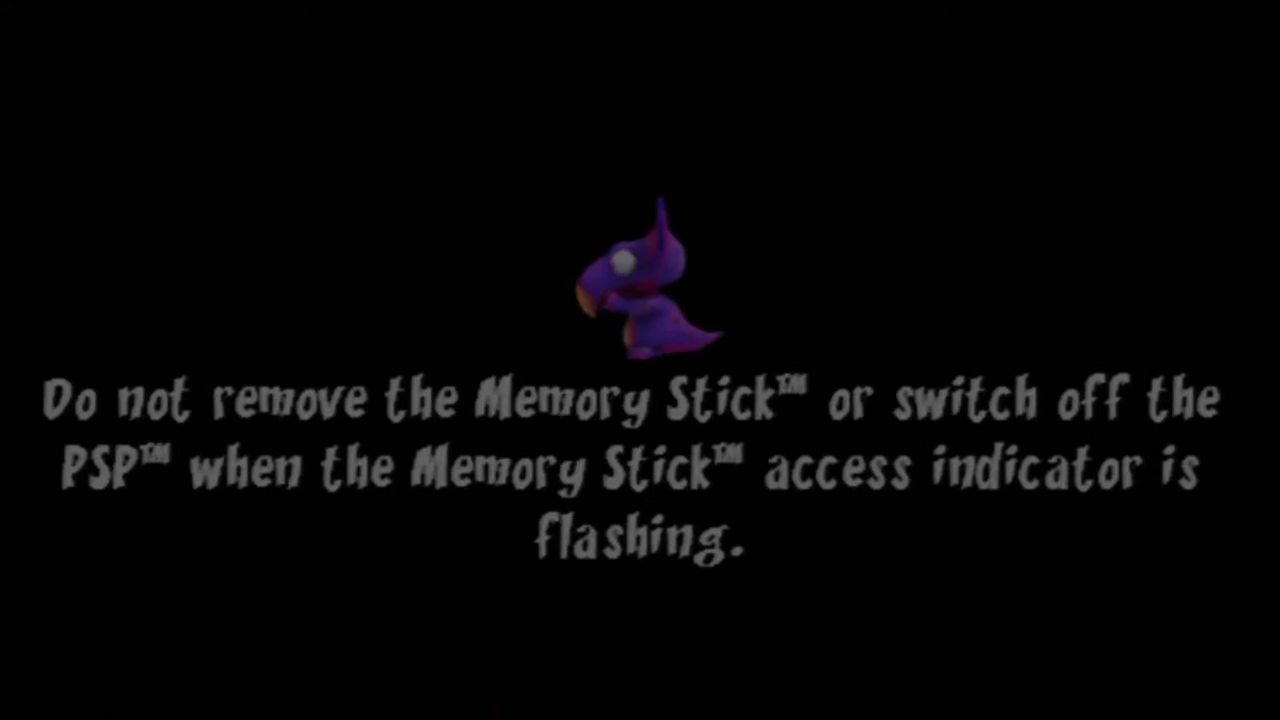 Do not remove the Memory Stick™ or switch off the
PSP™ when the Memory Stick™ access indicator is
flashing.